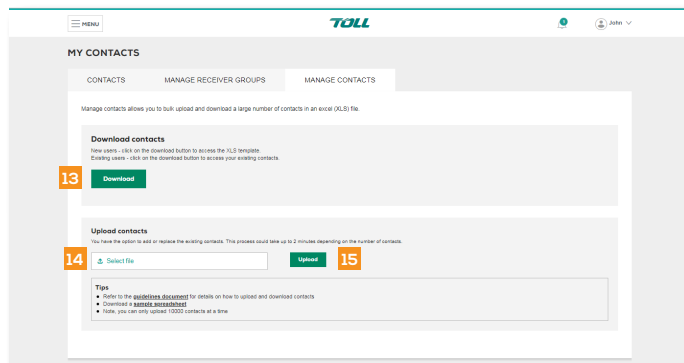 MENU
TOLL
1
John
MY CONTACTS
CONTACTS
MANAGE RECEIVER GROUPS
MANAGE CONTACTS
Manage contacts allows you to bulk upload and download a large number of contacts in an excel (XLS) file.
Download contacts
New users - click on the download button to access the XLS template.
Existing users - click on the download button to access your existing contacts.
13
Download
Upload contacts
You have the option to add or replace the existing contacts. This process could take up to 2 minutes depending on the number of contacts.
14
Select file
Upload
15
Tips
Refer to the guidelines document for details on how to upload and download contacts
Download a sample spreadsheet
Note, you can only upload 10000 contacts at a time